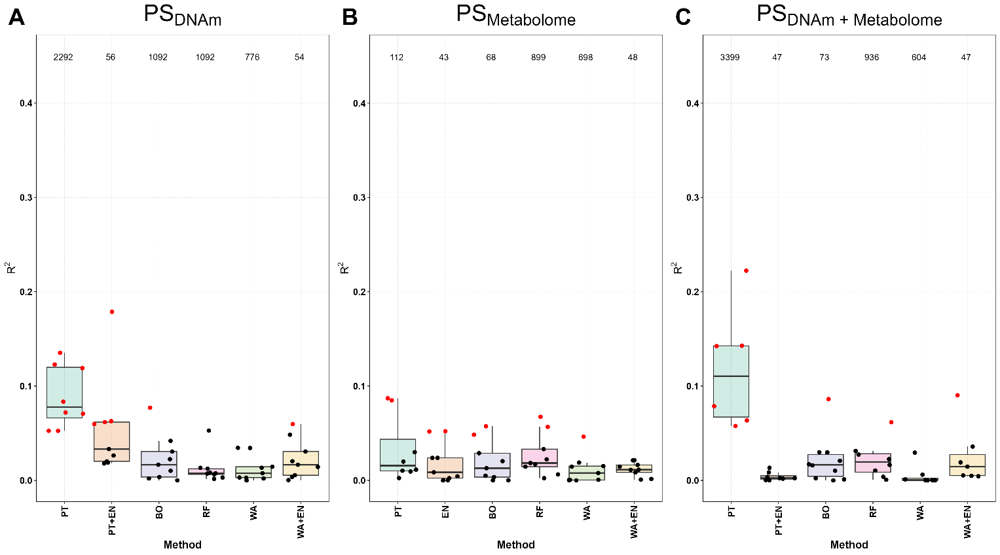 A PS_DNAm
2292 56 1092 1092 776 54
0.4
0.3
R²
0.2
0.1
0.0
PT PT+EN BO RF WA WA+EN
Method
B PS_Metabolome
112 43 68 899 698 48
0.4
0.3
R²
0.2
0.1
0.0
PT EN BO RF WA WA+EN
Method
C PS_DNAm + Metabolome
3399 47 73 936 604 47
0.4
0.3
R²
0.2
0.1
0.0
PT PT+EN BO RF WA WA+EN
Method